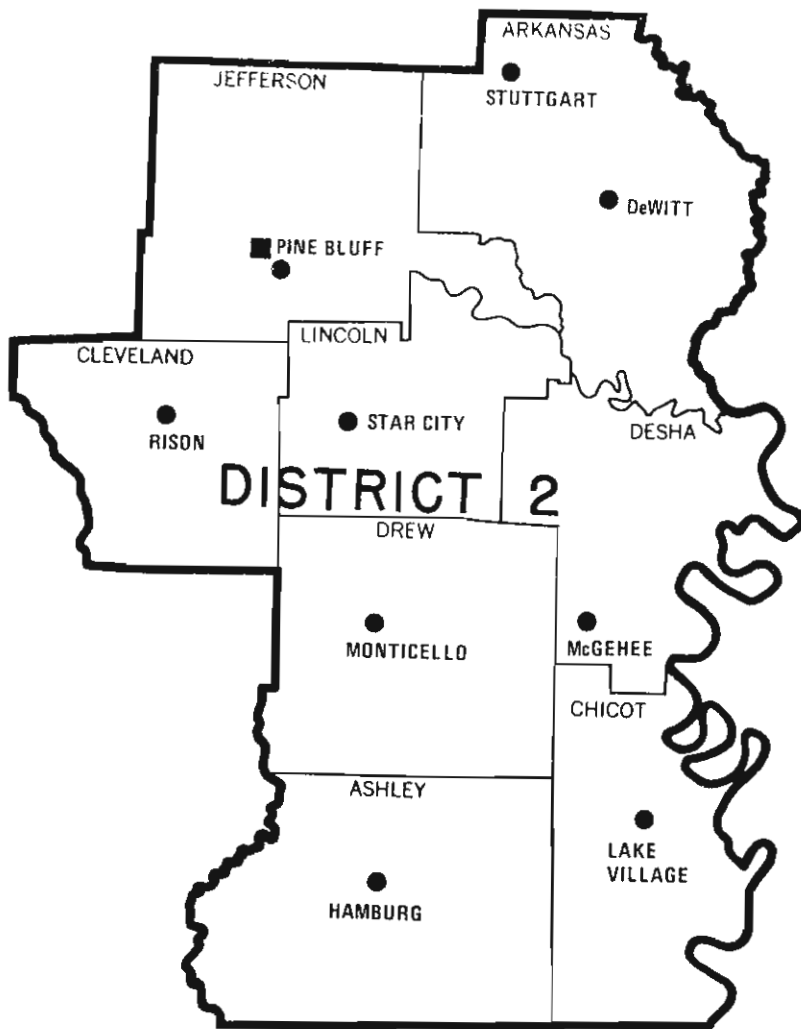 ARKANSAS
JEFFERSON
STUTTGART
DeWITT
PINE BLUFF
LINCOLN
CLEVELAND
RISON
STAR CITY
DESHA
DISTRICT 2
DREW
MONTICELLO
McGEHEE
CHICOT
ASHLEY
LAKE
VILLAGE
HAMBURG